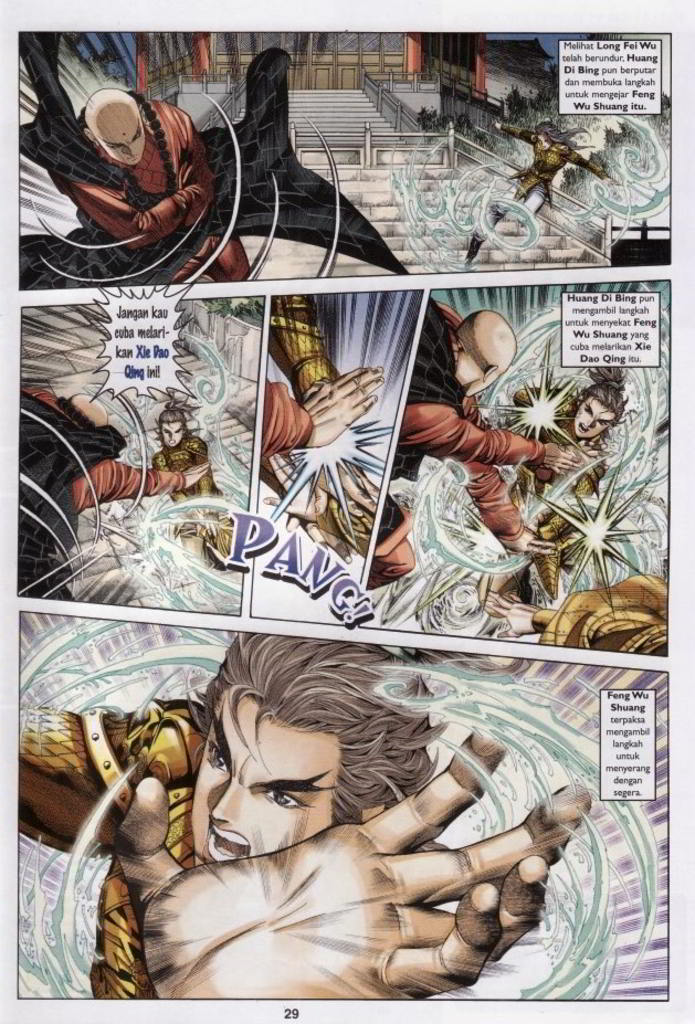 Melihat Long Fei Wu
telah berundur, Huang
Di Bing pun berputar
dan membuka langkah
untuk mengejar Feng
Wu Shuang itu.
Jangan kau
cuba melari-
kan Xie Dao
Qing ini!
PANG!
Huang Di Bing pun
mengambil langkah
untuk menyekat Feng
Wu Shuang yang
cuba melarikan Xie
Dao Qing itu.
Feng Wu
Shuang
terpaksa
mengambil
langkah
untuk
menyerang
dengan
segera.
29